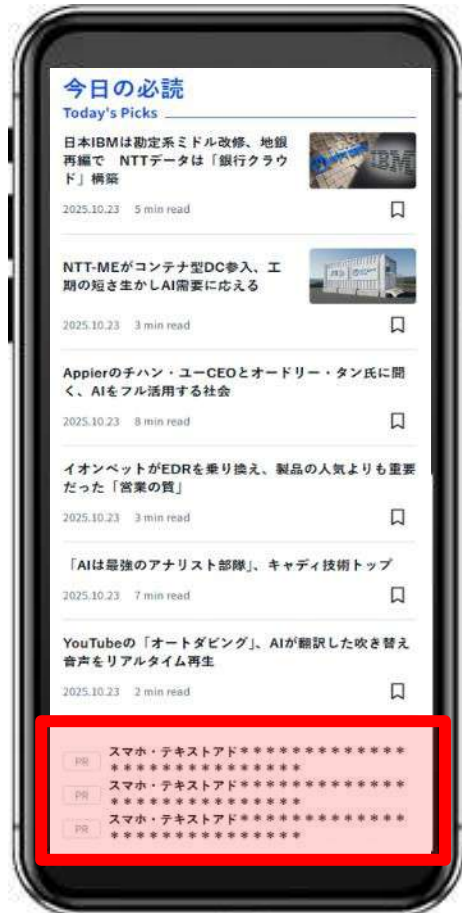 今日の必読
Today's Picks
日本IBMは勘定系ミドル改修、地銀
再編で　NTTデータは「銀行クラウ
ド」構築
IBM
2025.10.23 5 min read
NTT-MEがコンテナ型DC参入、工
期の短さ生かしAI需要に応える
2025.10.23 3 min read
Appierのチハン・ユーCEOとオードリー・タン氏に聞
く、AIをフル活用する社会
2025.10.23 8 min read
イオンペットがEDRを乗り換え、製品の人気よりも重要
だった「営業の質」
2025.10.23 3 min read
「AIは最強のアナリスト部隊」、キャディ技術トップ
2025.10.23 7 min read
YouTubeの「オートダビング」、AIが翻訳した吹き替え
音声をリアルタイム再生
2025.10.23 2 min read
PR スマホ・テキストアド＊＊＊＊＊＊＊＊＊＊＊＊＊
＊＊＊＊＊＊＊＊＊＊＊＊＊＊＊
PR スマホ・テキストアド＊＊＊＊＊＊＊＊＊＊＊＊＊
＊＊＊＊＊＊＊＊＊＊＊＊＊＊＊
PR スマホ・テキストアド＊＊＊＊＊＊＊＊＊＊＊＊＊
＊＊＊＊＊＊＊＊＊＊＊＊＊＊＊